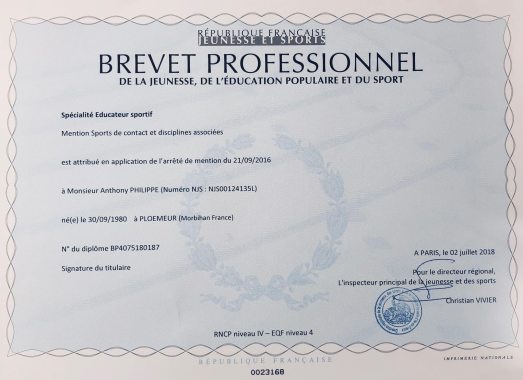 RÉPUBLIQUE FRANÇAISE
JEUNESSE ET SPORTS
BREVET PROFESSIONNEL
DE LA JEUNESSE, DE L'ÉDUCATION POPULAIRE ET DU SPORT
Spécialité Educateur sportif
Mention Sports de contact et disciplines associées
est attribué en application de l'arrêté de mention du 21/09/2016
à Monsieur Anthony PHILIPPE (Numéro NJS : NJS00124135L)
né(e) le 30/09/1980 à PLOEMEUR (Morbihan France)
N° du diplôme BP4075180187
Signature du titulaire
A PARIS, le 02 juillet 2018
Pour le directeur régional,
L'inspecteur principal de la jeunesse et des sports
Christian VIVIER
RNCP niveau IV – EQF niveau 4
RÉPUBLIQUE FRANÇAISE
IMPRIMERIE NATIONALE
0023168